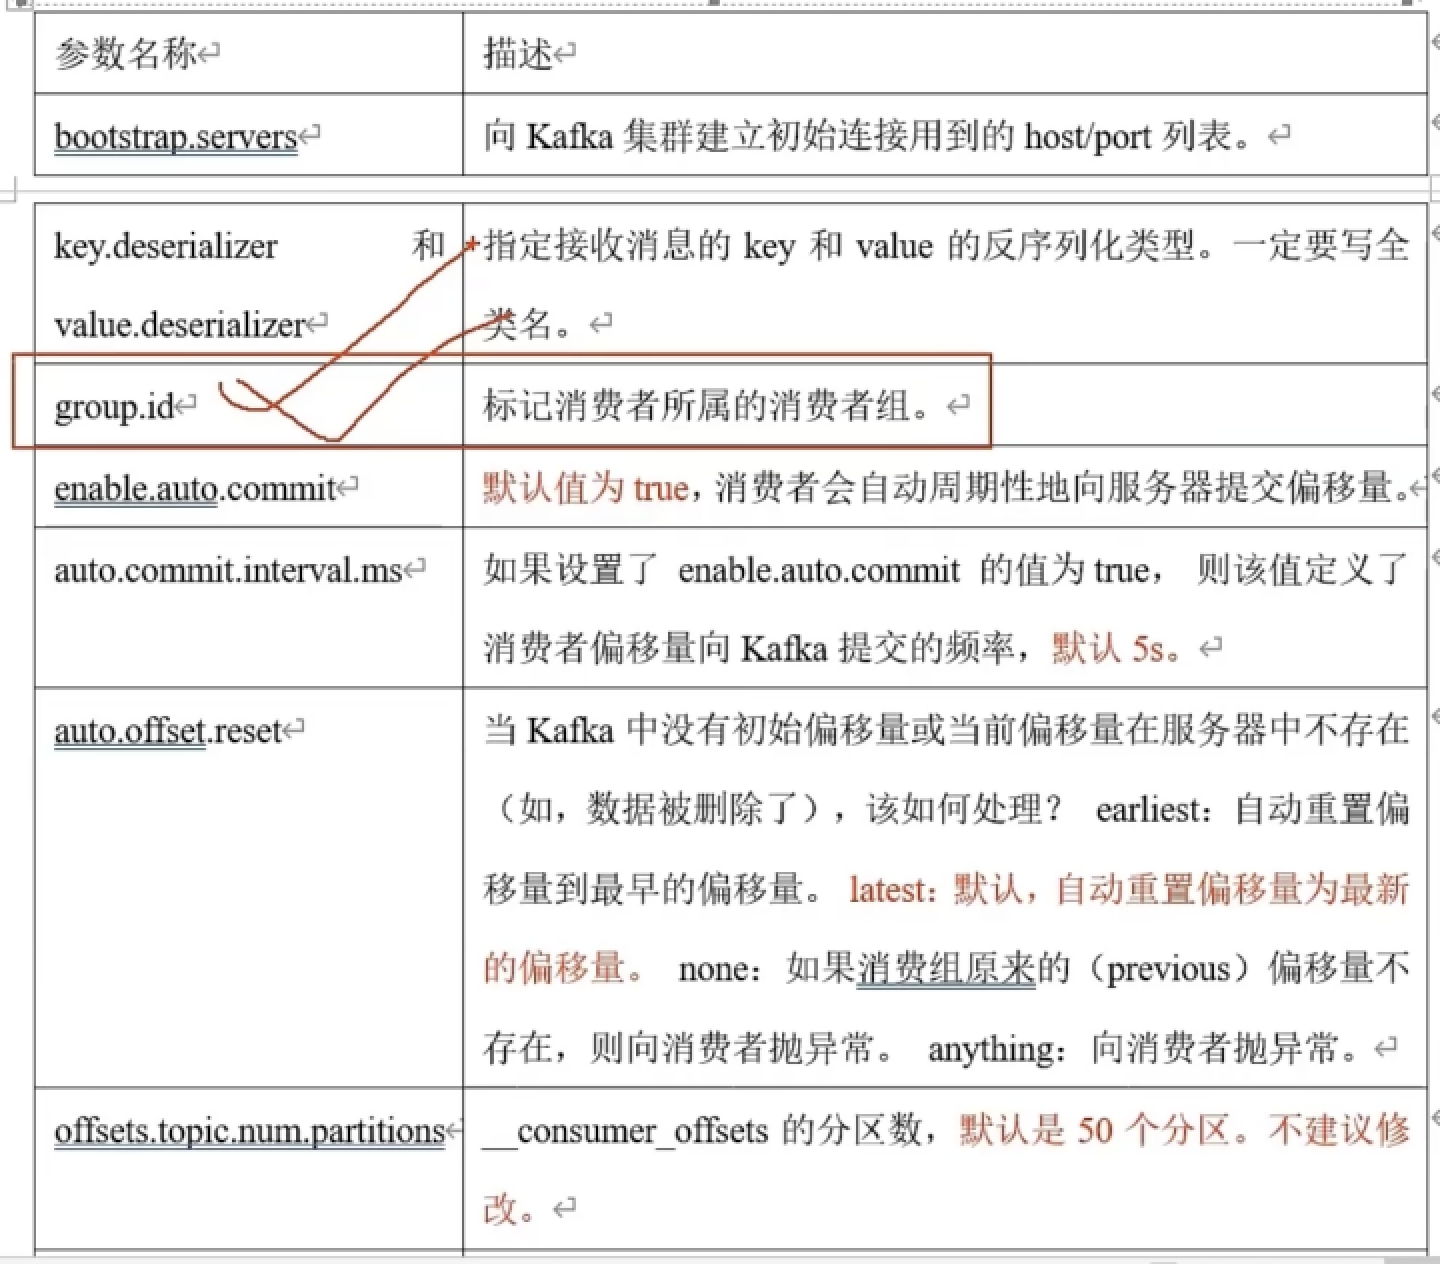 参数名称
描述
bootstrap.servers
向 Kafka 集群建立初始连接用到的 host/port 列表。
key.deserializer 和
value.deserializer
指定接收消息的 key 和 value 的反序列化类型。一定要写全
类名。
group.id
标记消费者所属的消费者组。
enable.auto.commit
默认值为 true，消费者会自动周期性地向服务器提交偏移量。
auto.commit.interval.ms
如果设置了 enable.auto.commit 的值为 true， 则该值定义了
消费者偏移量向 Kafka 提交的频率，默认 5s。
auto.offset.reset
当 Kafka 中没有初始偏移量或当前偏移量在服务器中不存在
（如，数据被删除了），该如何处理？ earliest：自动重置偏
移量到最早的偏移量。 latest：默认，自动重置偏移量为最新
的偏移量。 none：如果消费组原来的（previous）偏移量不
存在，则向消费者抛异常。 anything：向消费者抛异常。
offsets.topic.num.partitions
__consumer_offsets 的分区数，默认是 50 个分区。不建议修
改。